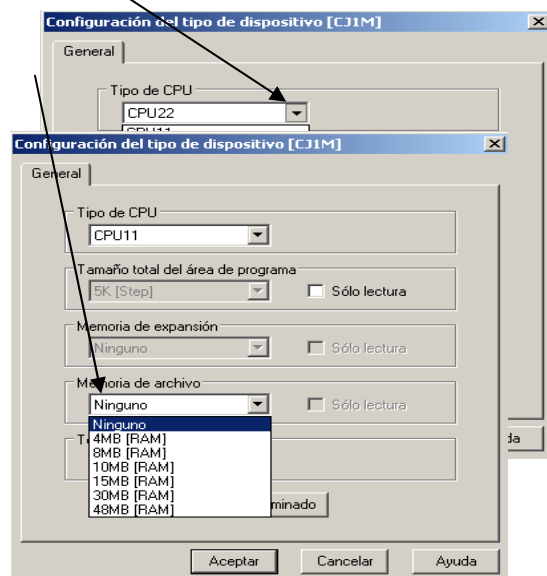 Configuración del tipo de dispositivo [CJ1M]
General
Tipo de CPU
CPU22
Configuración del tipo de dispositivo [CJ1M]
General
Tipo de CPU
CPU11
Tamaño total del área de programa
5K [Step]
Sólo lectura
Memoria de expansión
Ninguno
Sólo lectura
Memoria de archivo
Ninguno
Sólo lectura
Ninguno
4MB [RAM]
8MB [RAM]
10MB [RAM]
15MB [RAM]
30MB [RAM]
48MB [RAM]
Aceptar
Cancelar
Ayuda